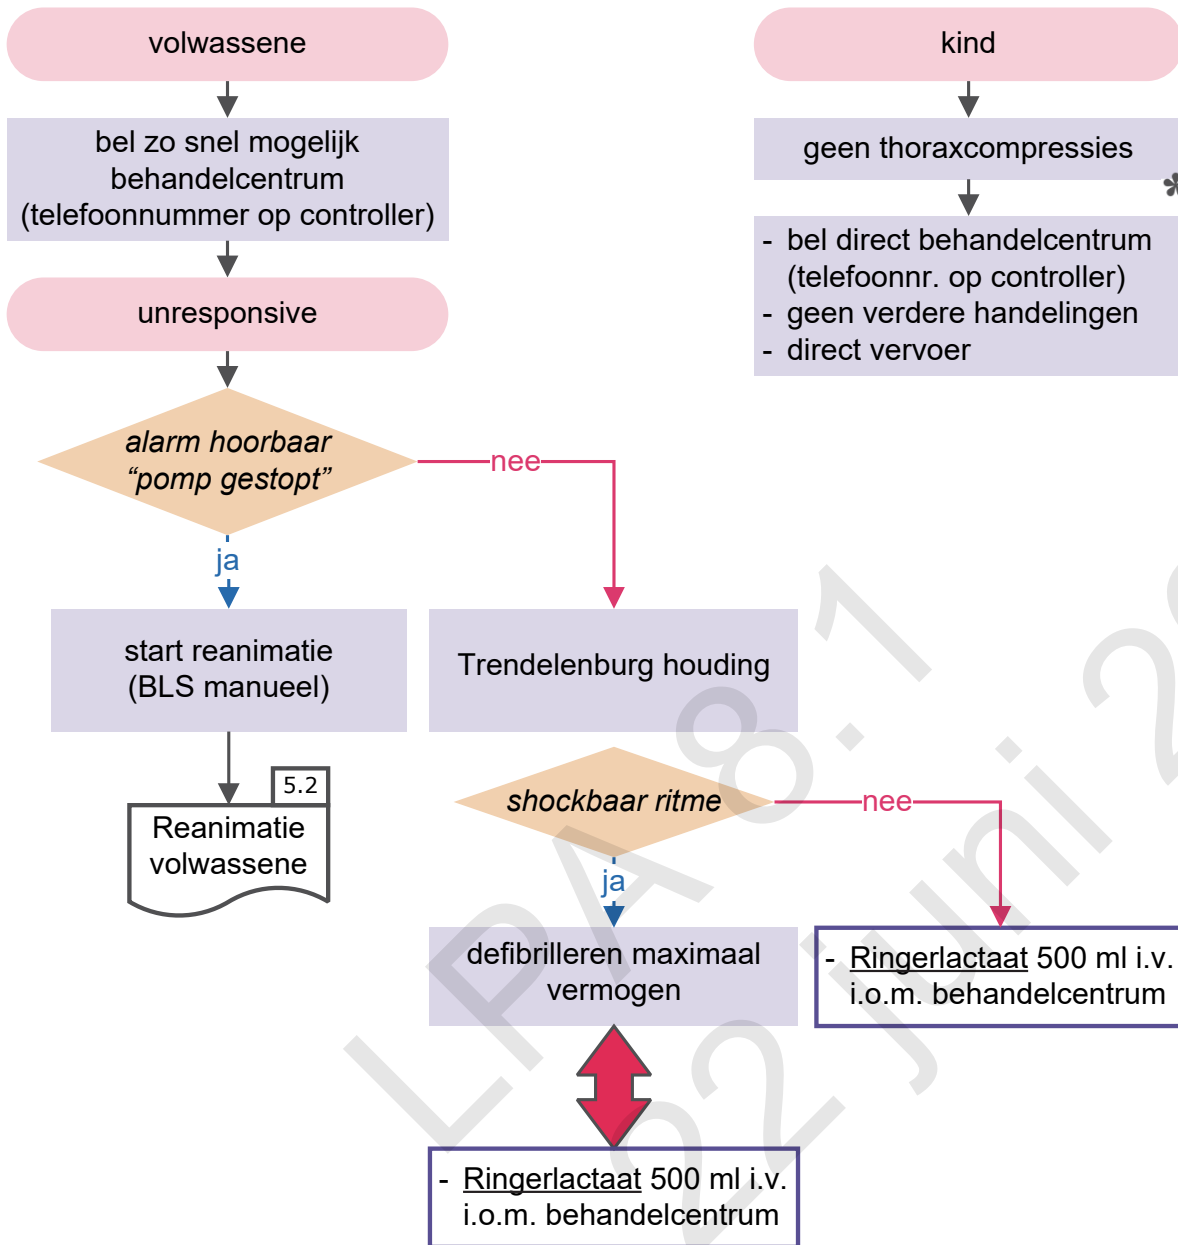 volwassene
bel zo snel mogelijk
behandelcentrum
(telefoonnummer op controller)
unresponsive
alarm hoorbaar
“pomp gestopt”
nee
ja
start reanimatie
(BLS manueel)
Trendelenburg houding
5.2
Reanimatie
volwassene
shockbaar ritme
nee
ja
defibrilleren maximaal
vermogen
- Ringerlactaat 500 ml i.v.
i.o.m. behandelcentrum
- Ringerlactaat 500 ml i.v.
i.o.m. behandelcentrum
kind
geen thoraxcompressies
*
- bel direct behandelcentrum
(telefoonnr. op controller)
- geen verdere handelingen
- direct vervoer
LPA 8.1
22 juni